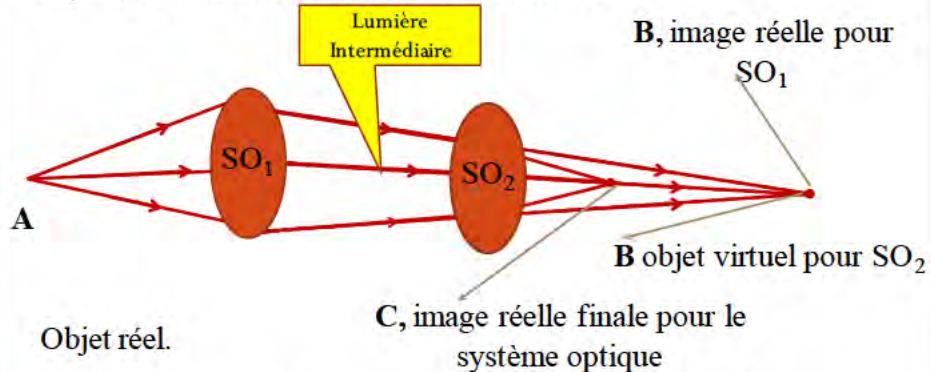 Lumière
Intermédiaire
B, image réelle pour
SO₁
SO₁
SO₂
A
B objet virtuel pour SO₂
C, image réelle finale pour le
système optique
Objet réel.